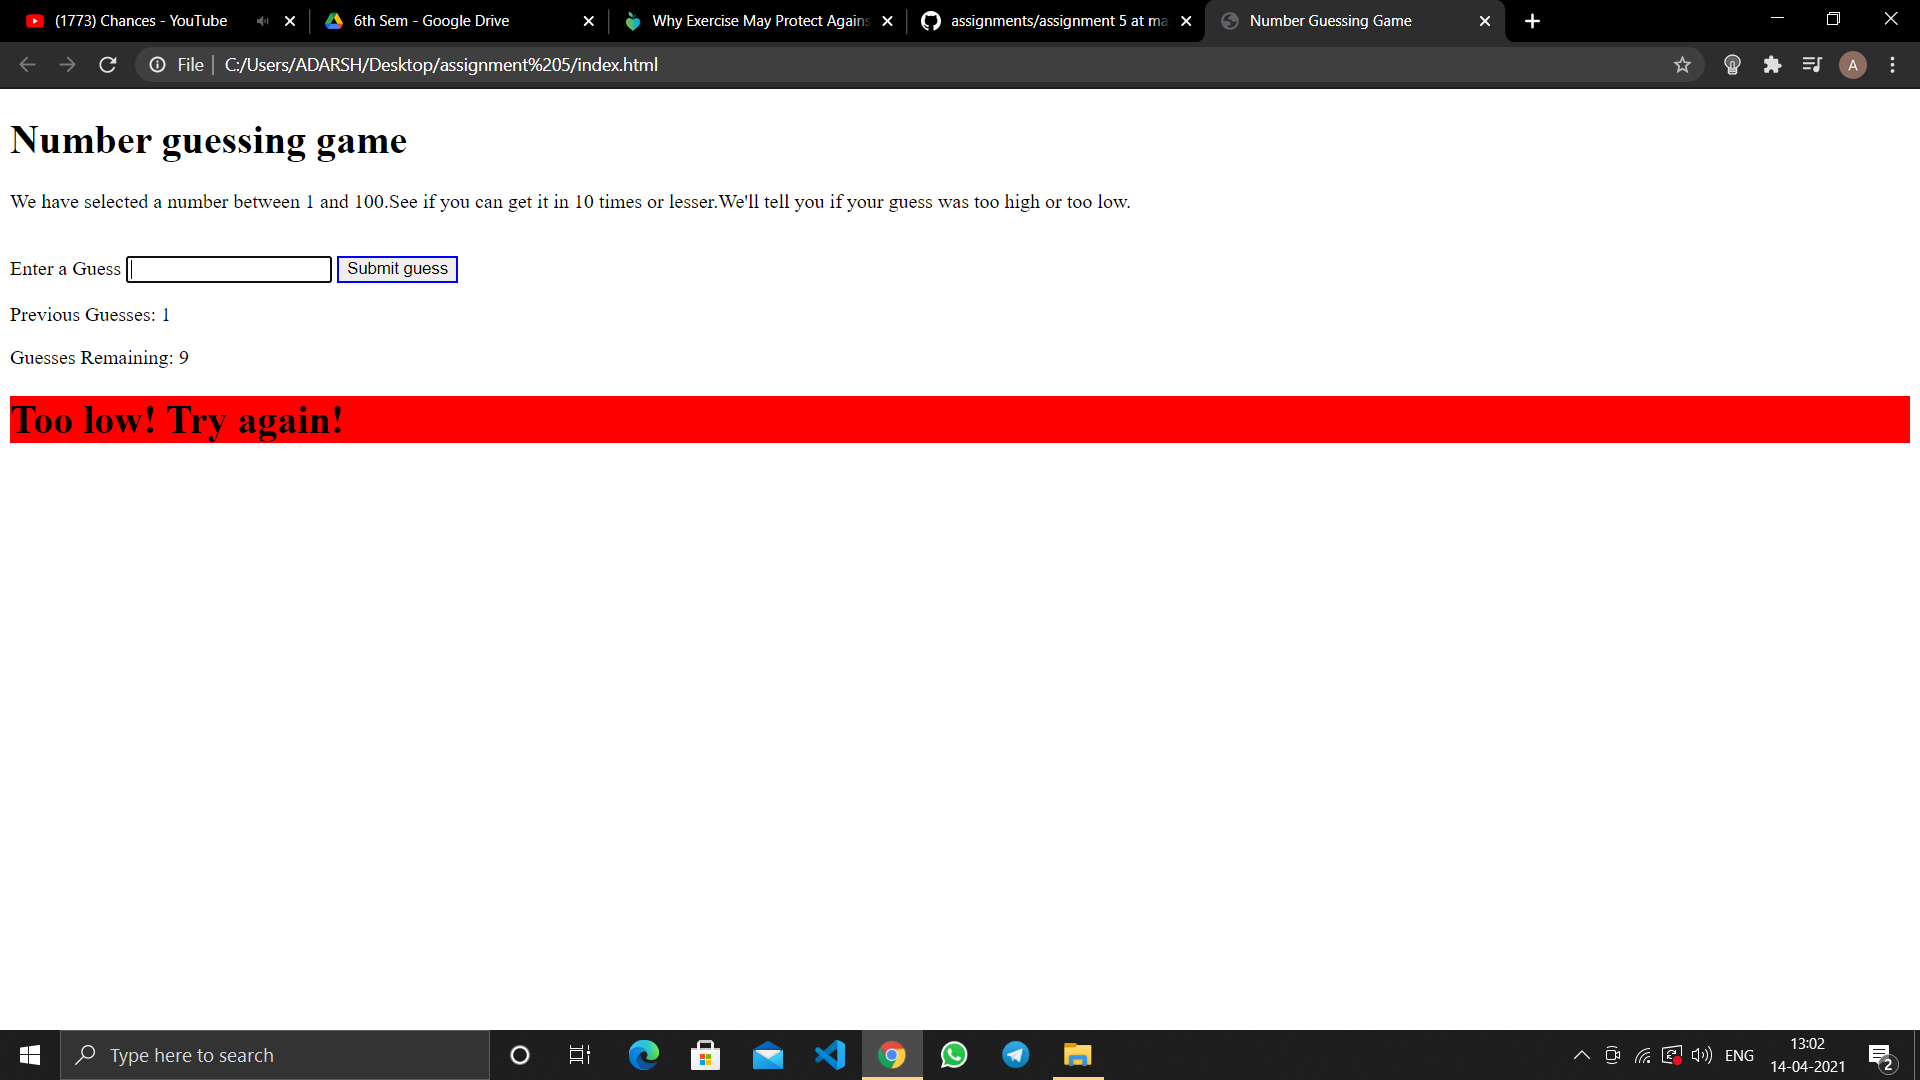 (1773) Chances - YouTube
6th Sem - Google Drive
Why Exercise May Protect Agains
assignments/assignment 5 at ma
Number Guessing Game
File
C:/Users/ADARSH/Desktop/assignment%205/index.html
A
Number guessing game
We have selected a number between 1 and 100.See if you can get it in 10 times or lesser.We'll tell you if your guess was too high or too low.
Enter a Guess Submit guess
Previous Guesses: 1
Guesses Remaining: 9
Too low! Try again!
Type here to search
ENG
13:02
14-04-2021
2